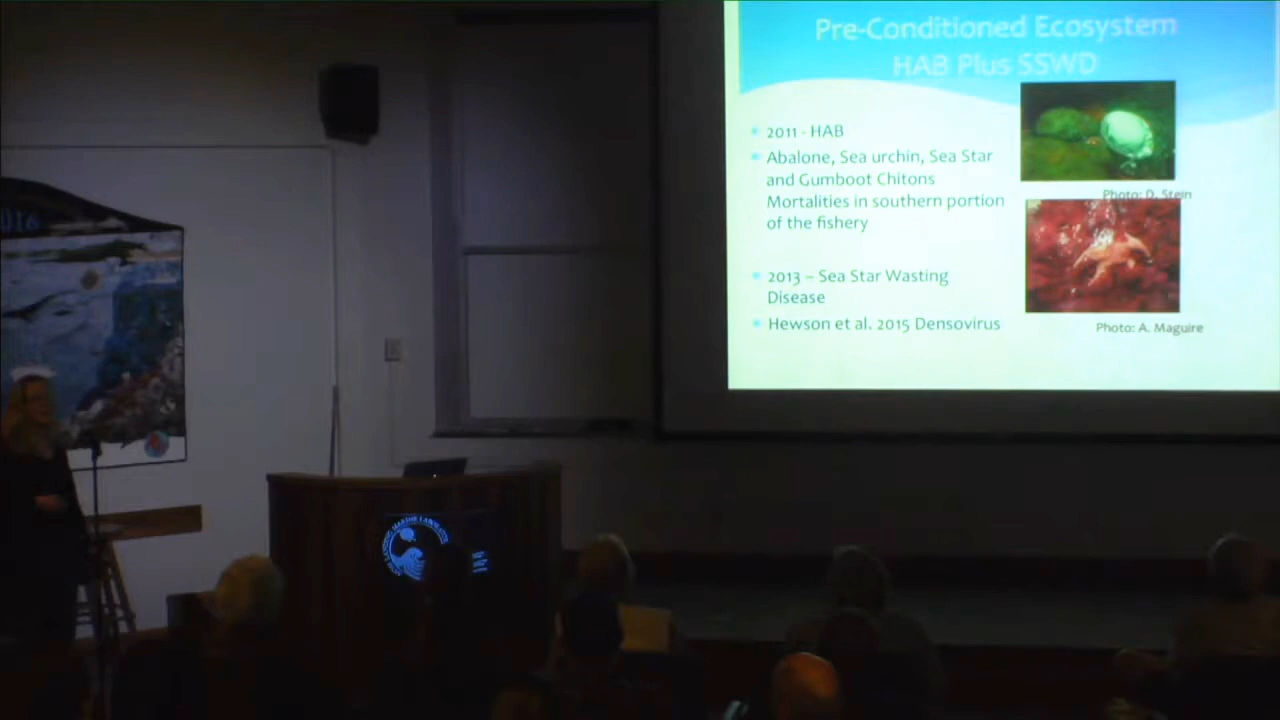 Pre-Conditioned Ecosystem
HAB Plus SSWD
2011 - HAB
Abalone, Sea urchin, Sea Star
and Gumboot Chitons
Mortalities in southern portion
of the fishery
2013 – Sea Star Wasting
Disease
Hewson et al. 2015 Densovirus
Photo: D. Stein
Photo: A. Maguire
016